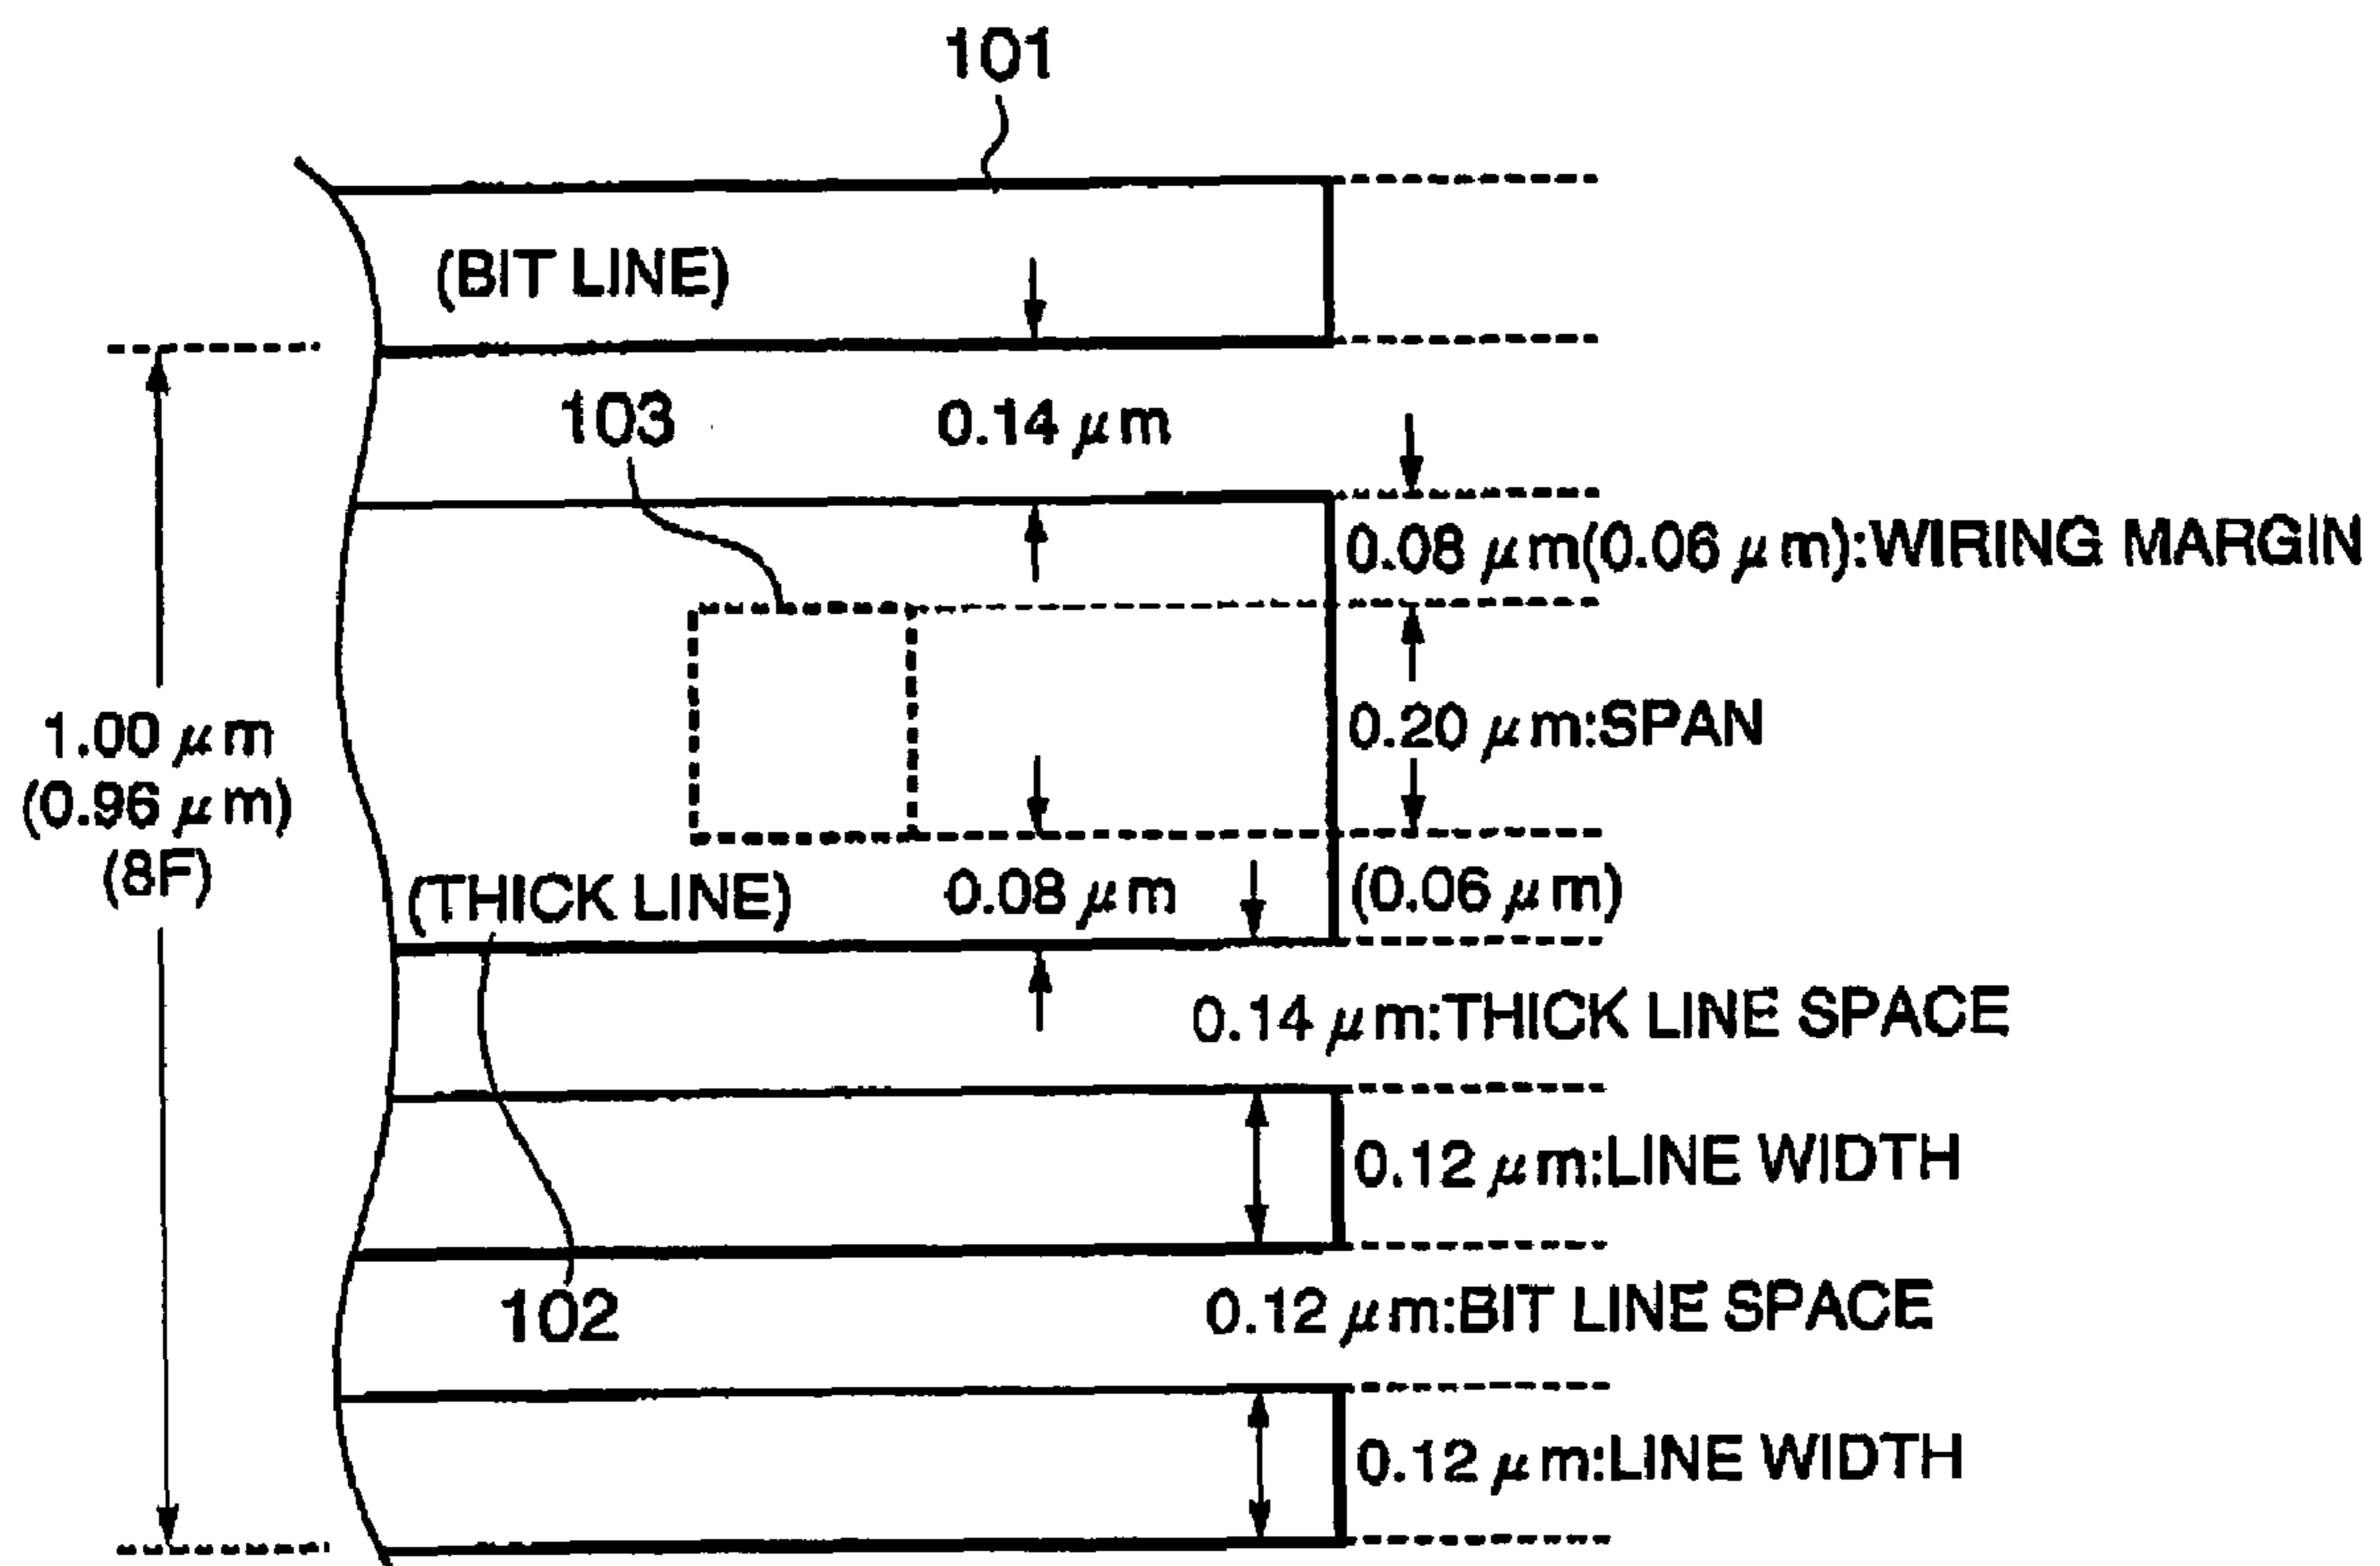 101
(BIT LINE)
103
0.14 μm
0.08 μm(0.06 μm):WIRING MARGIN
0.20 μm:SPAN
1.00 μm
(0.96 μm)
(8F)
(THICK LINE)
0.08 μm
(0.06 μm)
0.14 μm:THICK LINE SPACE
0.12 μm:LINE WIDTH
102
0.12 μm:BIT LINE SPACE
0.12 μm:LINE WIDTH